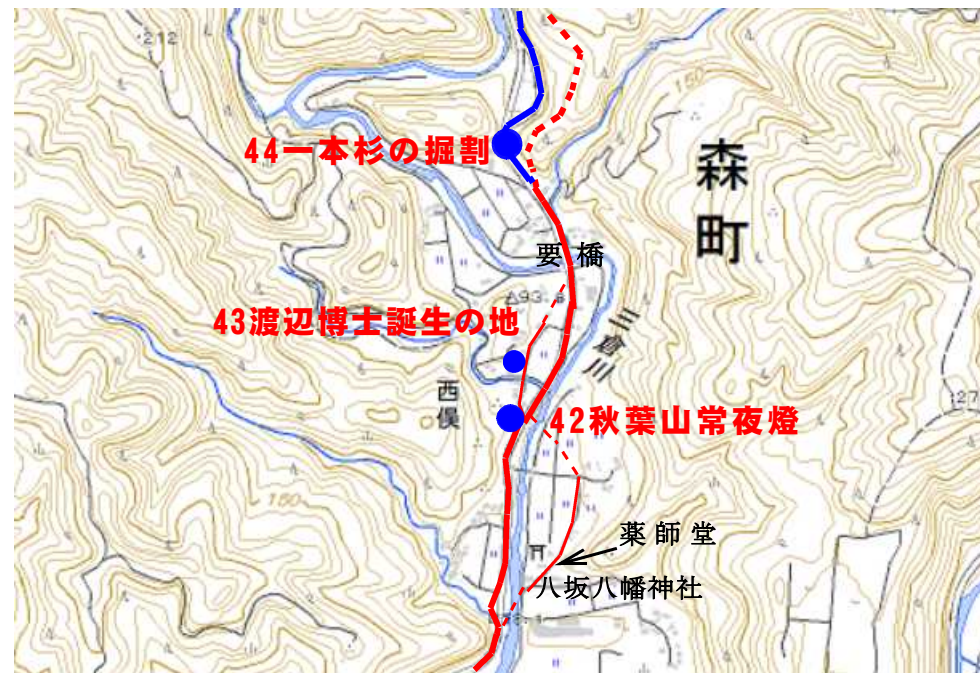 ・212
150
44一本杉の掘割
森町
要橋
△93.
43渡辺博士誕生の地
三倉川
西俣
・27
42秋葉山常夜燈
150
薬師堂
八坂八幡神社